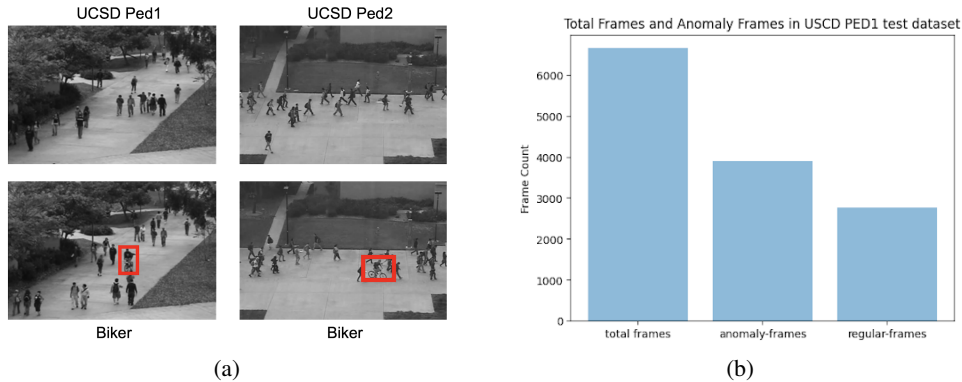 UCSD Ped1
UCSD Ped2
Biker
Biker
(a)
Total Frames and Anomaly Frames in USCD PED1 test dataset
Frame Count
6000
5000
4000
3000
2000
1000
0
total frames
anomaly-frames
regular-frames
(b)